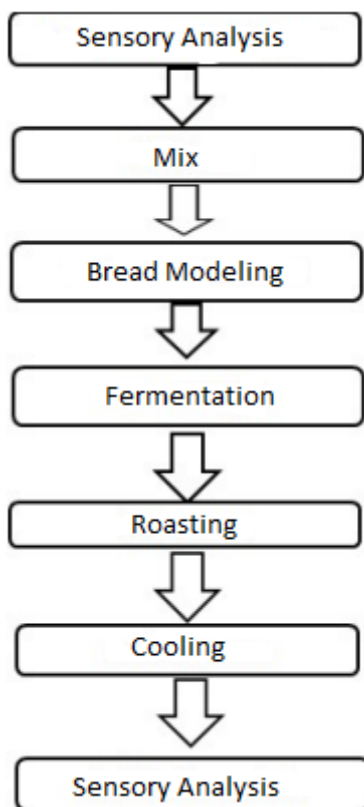 Sensory Analysis
Mix
Bread Modeling
Fermentation
Roasting
Cooling
Sensory Analysis